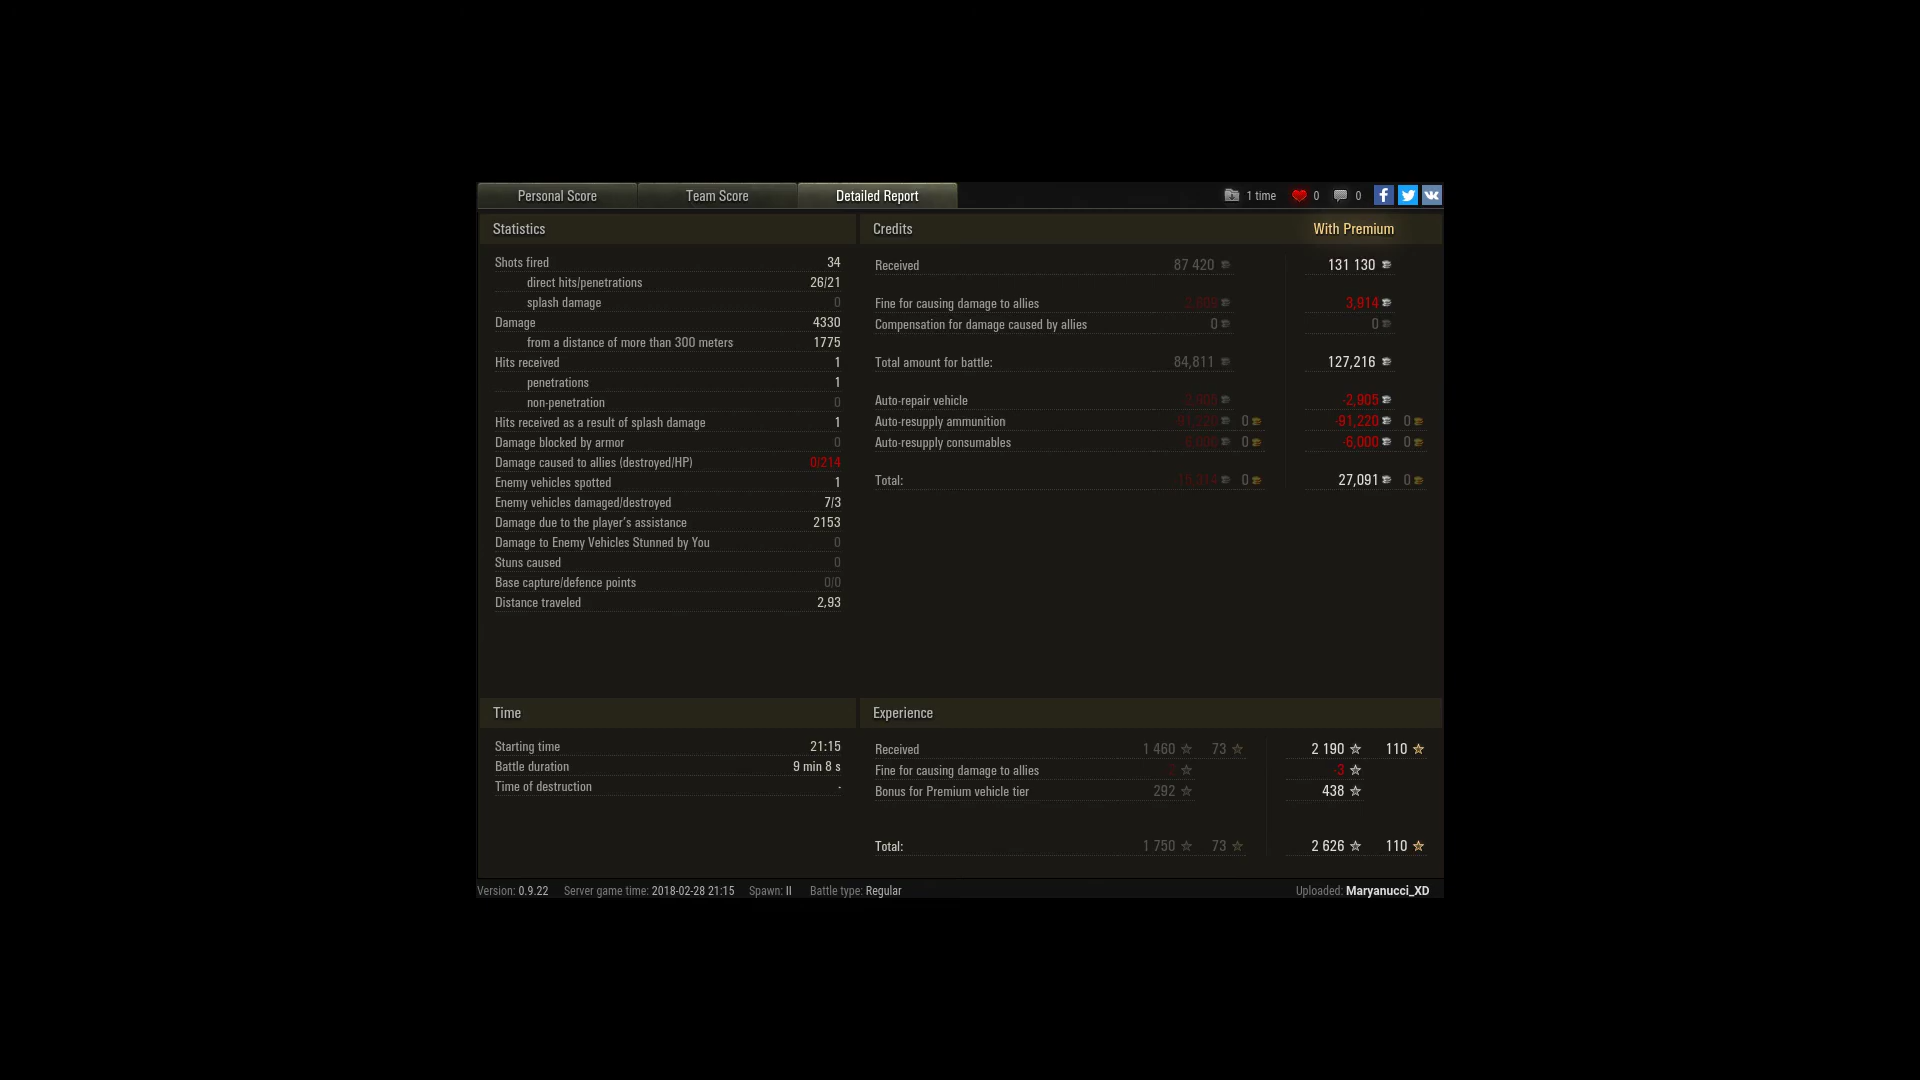 Personal Score Team Score Detailed Report 1 time 0 0
Statistics
Shots fired 34
direct hits/penetrations 26/21
splash damage 0
Damage 4330
from a distance of more than 300 meters 1775
Hits received 1
penetrations 1
non-penetration 0
Hits received as a result of splash damage 1
Damage blocked by armor 0
Damage caused to allies (destroyed/HP) 0/214
Enemy vehicles spotted 1
Enemy vehicles damaged/destroyed 7/3
Damage due to the player's assistance 2153
Damage to Enemy Vehicles Stunned by You 0
Stuns caused 0
Base capture/defence points 0/0
Distance traveled 2,93
Credits With Premium
Received 87 420 131 130
Fine for causing damage to allies 3,914
Compensation for damage caused by allies 0 0
Total amount for battle: 84,811 127,216
Auto-repair vehicle -2,905 -2,905
Auto-resupply ammunition -91,220 0 -91,220 0
Auto-resupply consumables -6,000 0 -6,000 0
Total: 0 27,091 0
Time
Starting time 21:15
Battle duration 9 min 8 s
Time of destruction -
Experience
Received 1 460 73 2 190 110
Fine for causing damage to allies -3
Bonus for Premium vehicle tier 292 438
Total: 1 750 73 2 626 110
Version: 0.9.22 Server game time: 2018-02-28 21:15 Spawn: II Battle type: Regular Uploaded: Maryanucci_XD